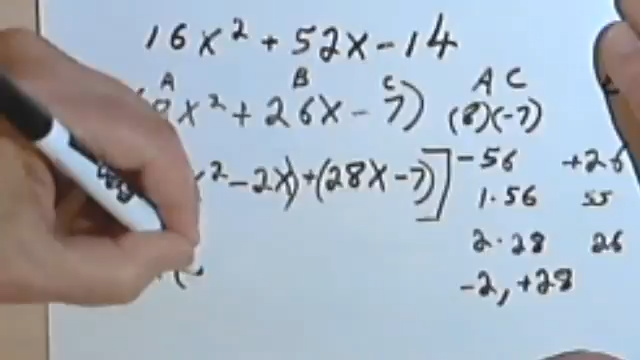 16x² + 52x - 14
A B C A C
8x² + 26x - 7) (8)(-7)
x² - 2x) + (28x - 7)] -56 +26
1·56 55
2·28 26
-2, +28
(